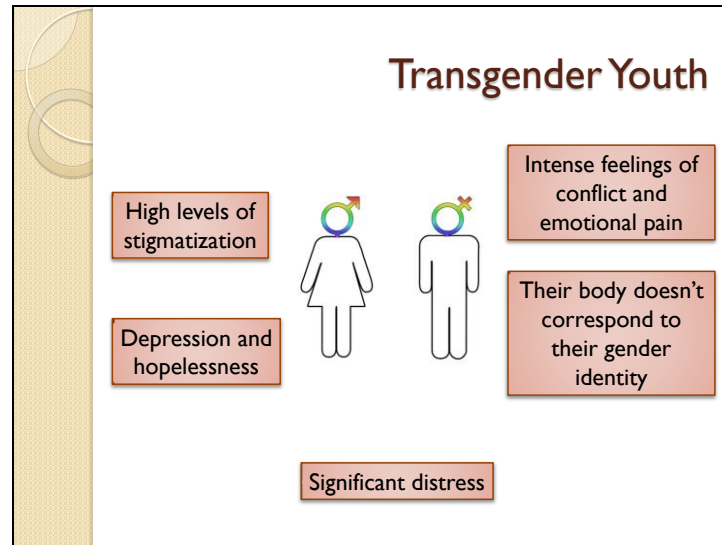 Transgender Youth
High levels of
stigmatization
Depression and
hopelessness
Intense feelings of
conflict and
emotional pain
Their body doesn’t
correspond to
their gender
identity
Significant distress